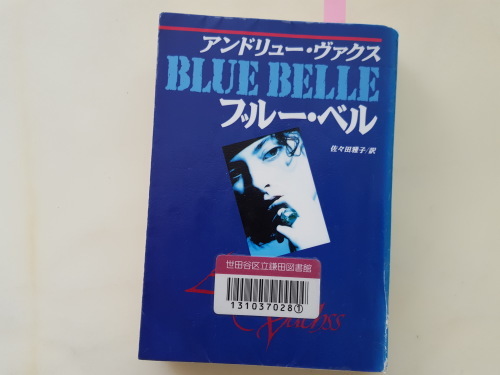 アンドリュー・ヴァクス
BLUE BELLE
ブルー・ベル
佐々田雅子/訳
世田谷区立鎌田図書館
131037028①
Vachss